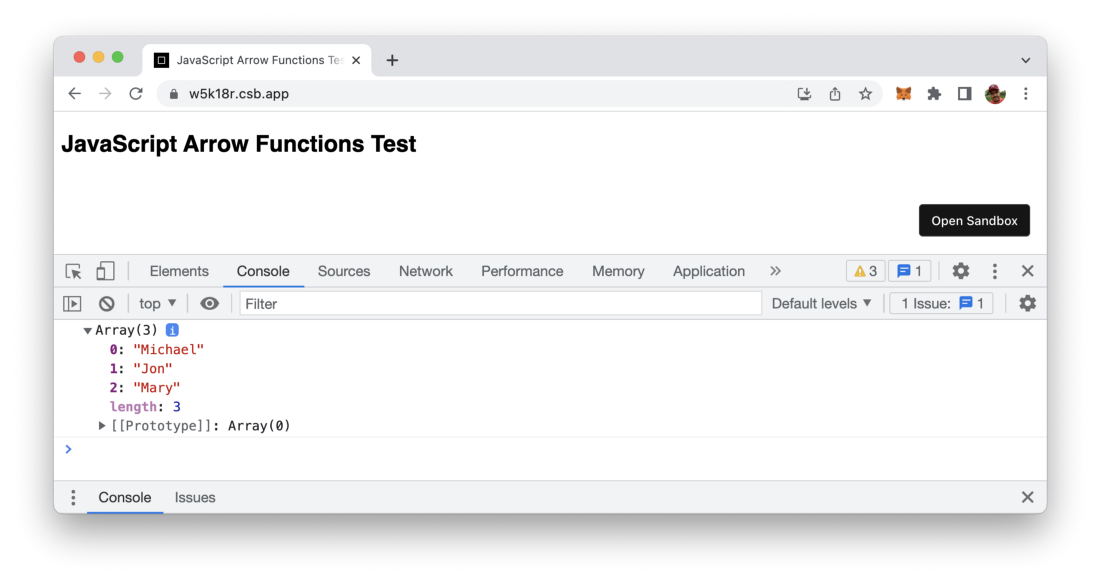 JavaScript Arrow Functions Te
w5k18r.csb.app
JavaScript Arrow Functions Test
Open Sandbox
Elements Console Sources Network Performance Memory Application » 3 1
top ▼ Filter Default levels ▼ 1 Issue: 1
▼Array(3) i
0: "Michael"
1: "Jon"
2: "Mary"
length: 3
▶[[Prototype]]: Array(0)
>
Console Issues